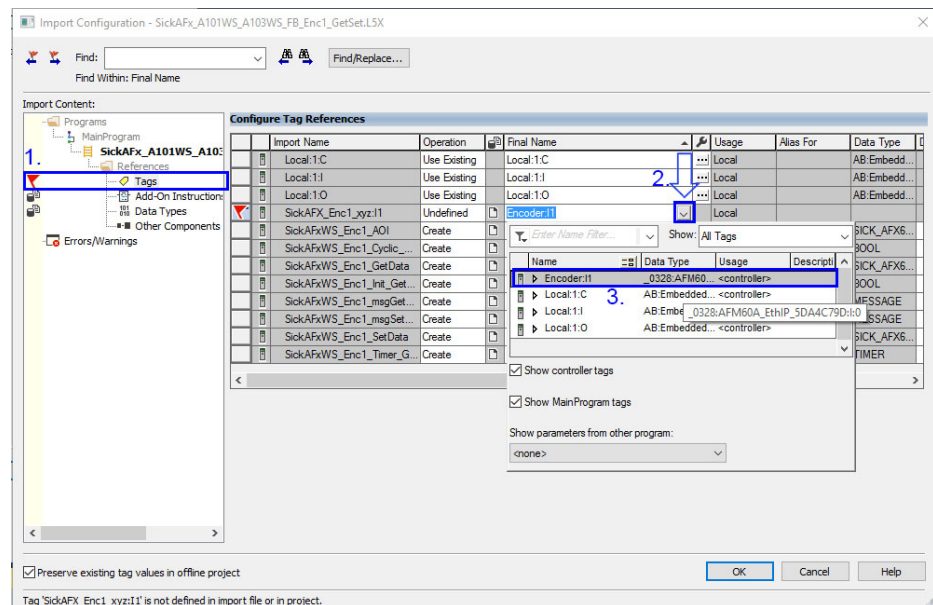 Import Configuration - SickAFx_A101WS_A103WS_FB_Enc1_GetSet.L5X
Find:
Find/Replace...
Find Within: Final Name
Import Content:
Programs
MainProgram
SickAFx_A101WS_A103
References
Tags
Add-On Instruction
Data Types
Other Components
Errors/Warnings
1.
Configure Tag References
Import Name Operation Final Name Usage Alias For Data Type D
Local:1:C Use Existing Local:1:C Local AB:Embedd...
Local:1:I Use Existing Local:1:I Local AB:Embedd...
Local:1:O Use Existing Local:1:O Local AB:Embedd...
2.
SickAFX_Enc1_xyz:I1 Undefined Encoder:I1 Local
SickAFxWS_Enc1_AOI Create SICK_AFX6...
SickAFxWS_Enc1_Cyclic_... Create BOOL
SickAFxWS_Enc1_GetData Create SICK_AFX6...
SickAFxWS_Enc1_Init_Get... Create BOOL
SickAFxWS_Enc1_msgGet... Create MESSAGE
SickAFxWS_Enc1_msgSet... Create ESSAGE
SickAFxWS_Enc1_SetData Create SICK_AFX6...
SickAFxWS_Enc1_Timer_G... Create TIMER
Enter Name Filter... Show: All Tags
Name Data Type Usage Descripti
Encoder:I1 _0328:AFM60... <controller>
Local:1:C AB:Embedded... <controller>
3.
Local:1:I AB:Embe
_0328:AFM60A_EthIP_5DA4C79D:I:0
Local:1:O AB:Embedded... <controller>
Show controller tags
Show MainProgram tags
Show parameters from other program:
<none>
Preserve existing tag values in offline project
OK Cancel Help
Tag 'SickAFX_Enc1_xyz:I1' is not defined in import file or in project.